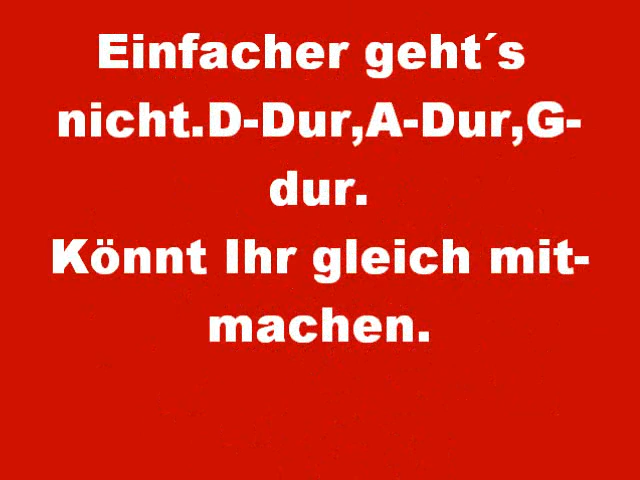 Einfacher geht´s
nicht.D-Dur,A-Dur,G-
dur.
Könnt Ihr gleich mit-
machen.